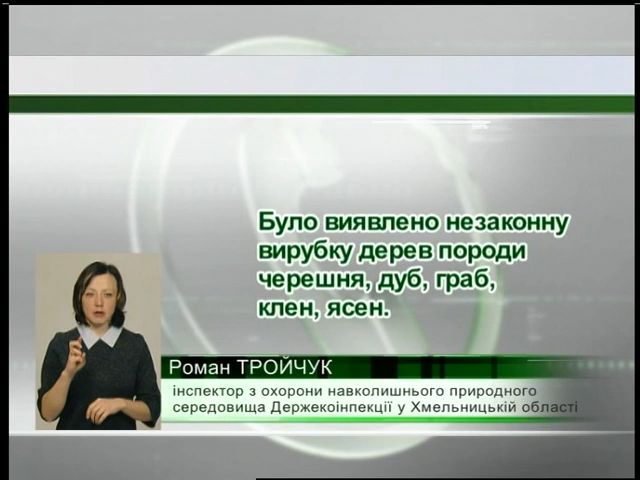 Було виявлено незаконну
вирубку дерев породи
черешня, дуб, граб,
клен, ясен.
Роман ТРОЙЧУК
інспектор з охорони навколишнього природного
середовища Держекоінпекції у Хмельницькій області